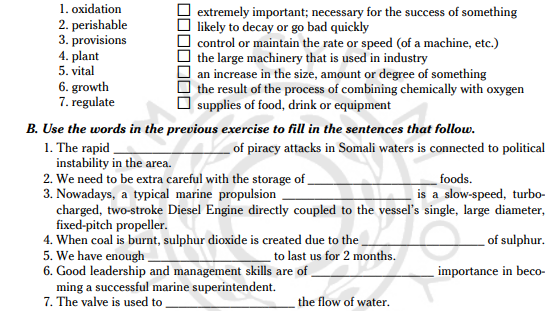 1. oxidation extremely important; necessary for the success of something
2. perishable likely to decay or go bad quickly
3. provisions control or maintain the rate or speed (of a machine, etc.)
4. plant the large machinery that is used in industry
5. vital an increase in the size, amount or degree of something
6. growth the result of the process of combining chemically with oxygen
7. regulate supplies of food, drink or equipment
B. Use the words in the previous exercise to fill in the sentences that follow.
1. The rapid ____________________ of piracy attacks in Somali waters is connected to political
instability in the area.
2. We need to be extra careful with the storage of ____________________ foods.
3. Nowadays, a typical marine propulsion ____________________ is a slow-speed, turbo-
charged, two-stroke Diesel Engine directly coupled to the vessel's single, large diameter,
fixed-pitch propeller.
4. When coal is burnt, sulphur dioxide is created due to the ____________________ of sulphur.
5. We have enough ____________________ to last us for 2 months.
6. Good leadership and management skills are of ____________________ importance in beco-
ming a successful marine superintendent.
7. The valve is used to ____________________ the flow of water.